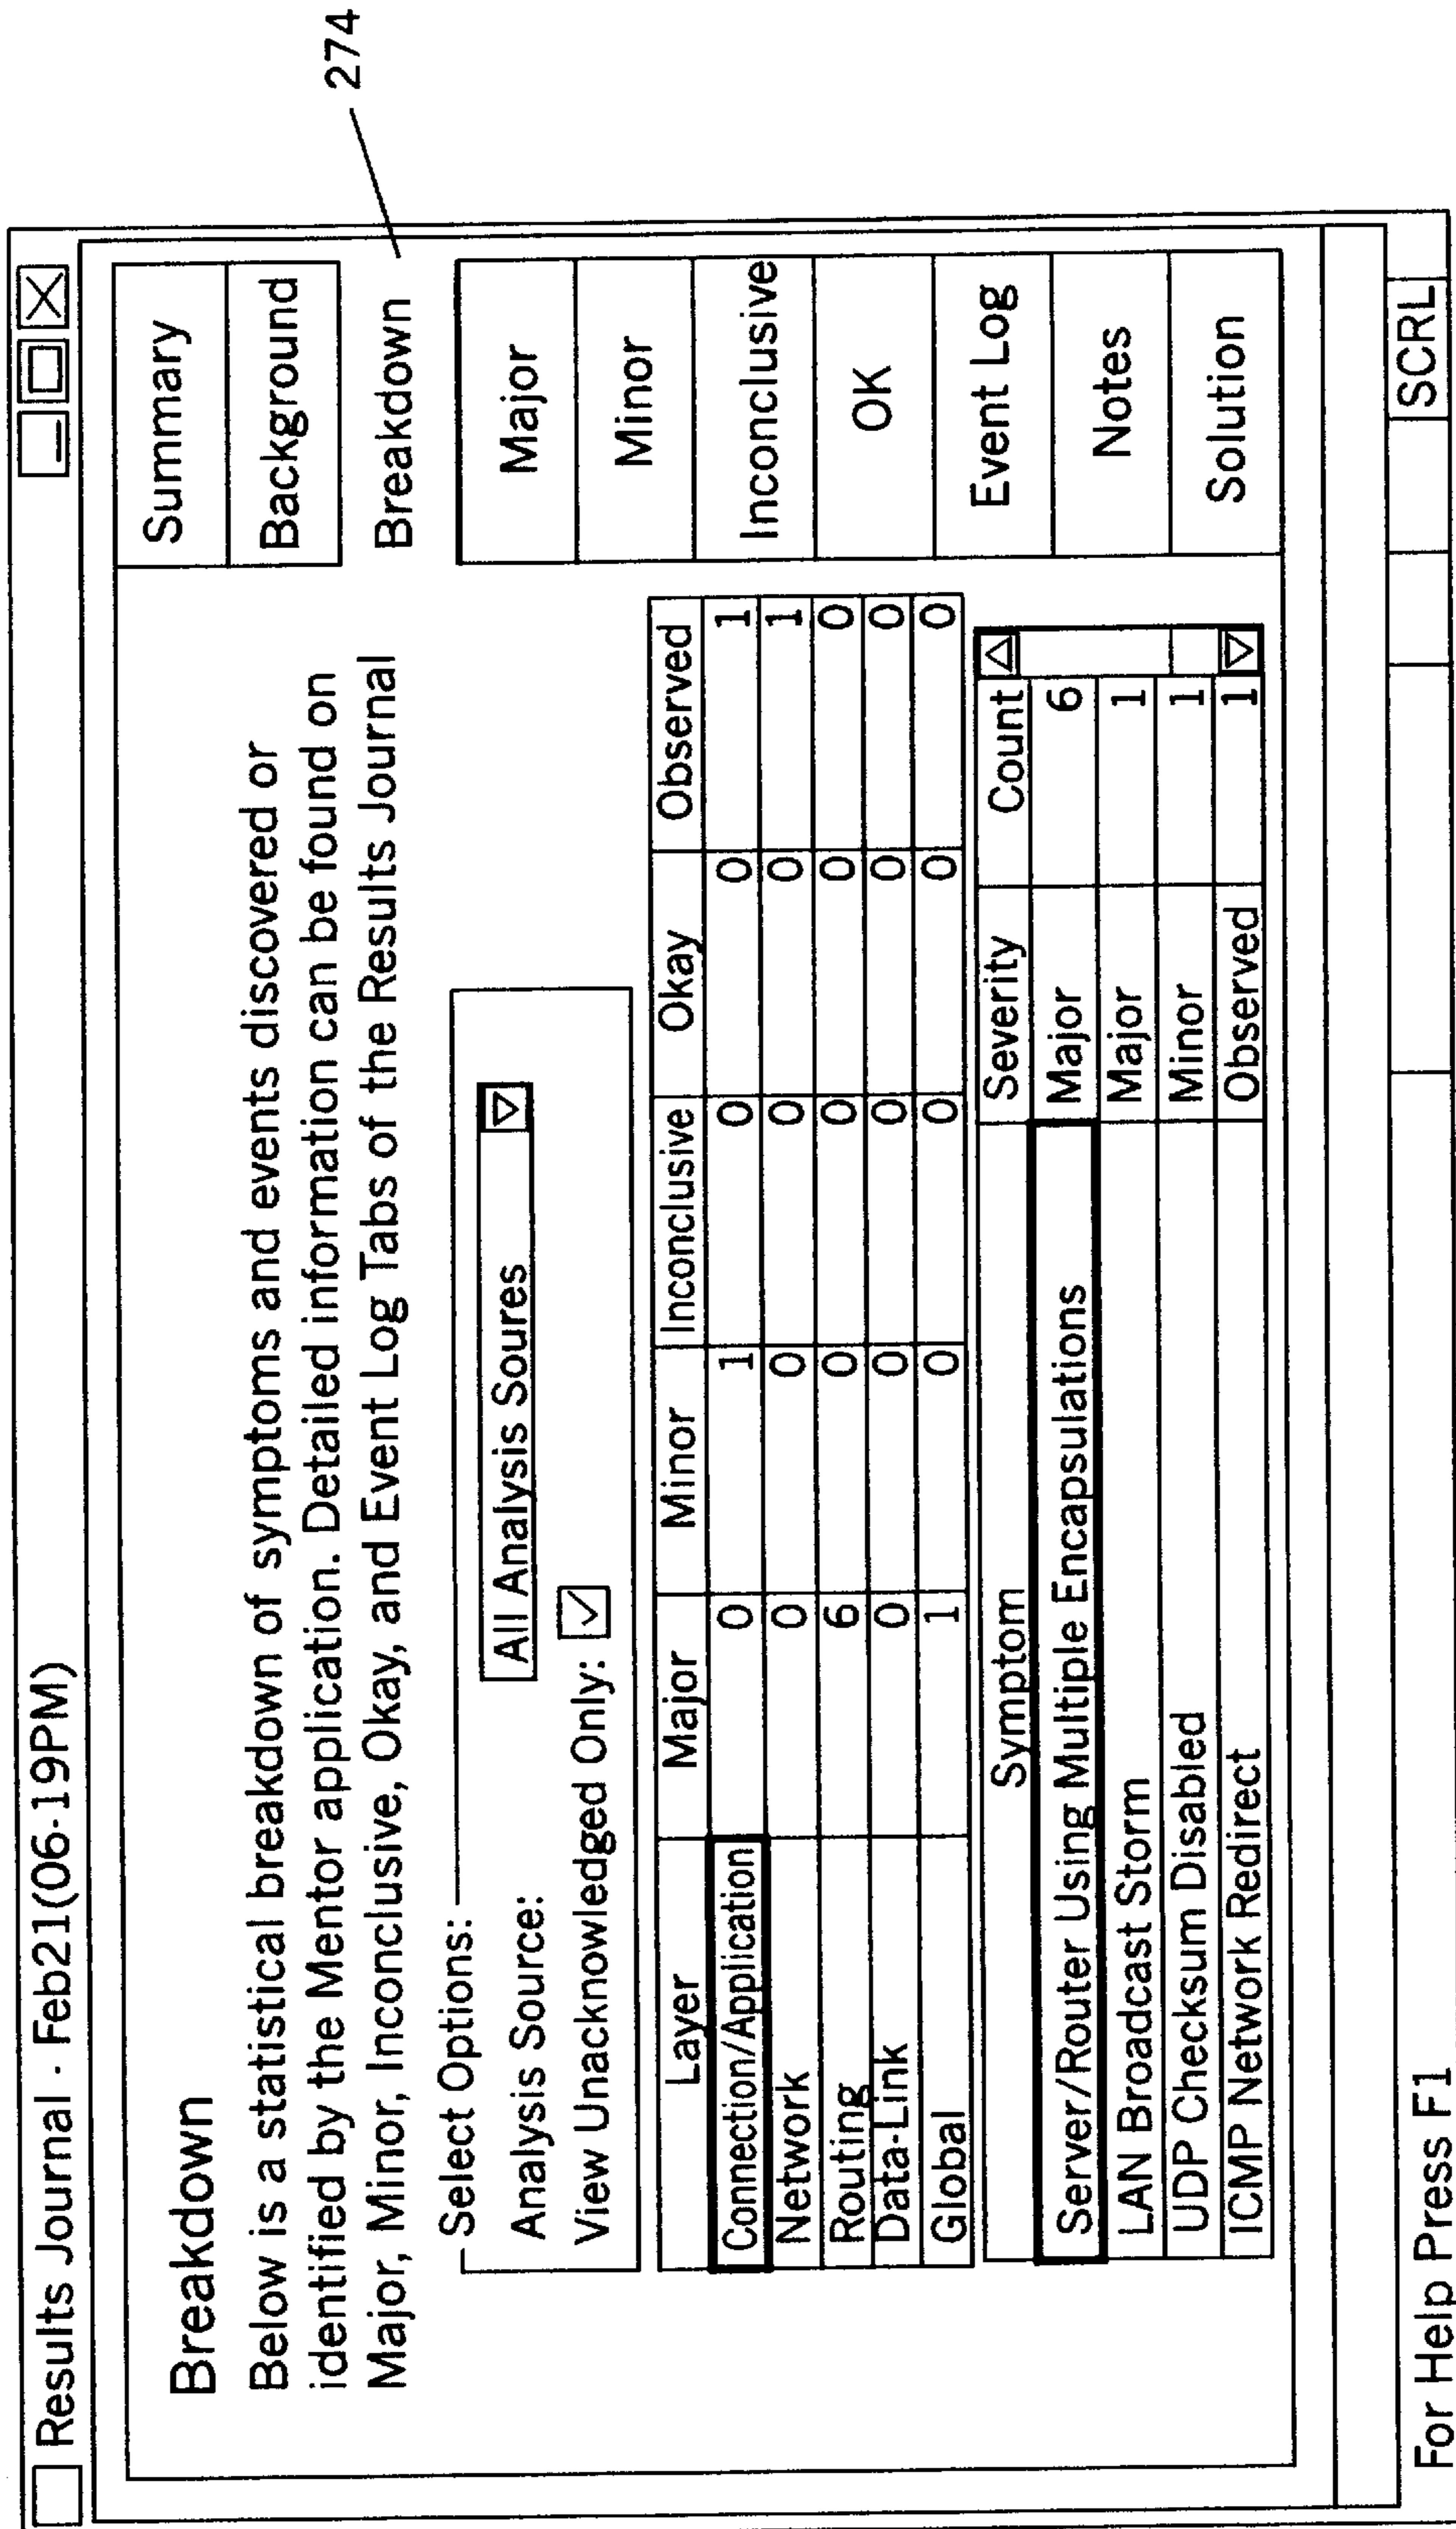 Results Journal · Feb21(06-19PM)
Breakdown
Below is a statistical breakdown of symptoms and events discovered or
identified by the Mentor application. Detailed information can be found on
Major, Minor, Inconclusive, Okay, and Event Log Tabs of the Results Journal
Select Options:
Analysis Source: All Analysis Soures
View Unacknowledged Only:
Layer Major Minor Inconclusive Okay Observed
Connection/Application 0 1 0 0 1
Network 0 0 0 0 1
Routing 6 0 0 0 0
Data-Link 0 0 0 0 0
Global 1 0 0 0 0
Symptom Severity Count
Server/Router Using Multiple Encapsulations Major 6
LAN Broadcast Storm Major 1
UDP Checksum Disabled Minor 1
ICMP Network Redirect Observed 1
Summary
Background
Breakdown
Major
Minor
Inconclusive
OK
Event Log
Notes
Solution
274
For Help Press F1
SCRL